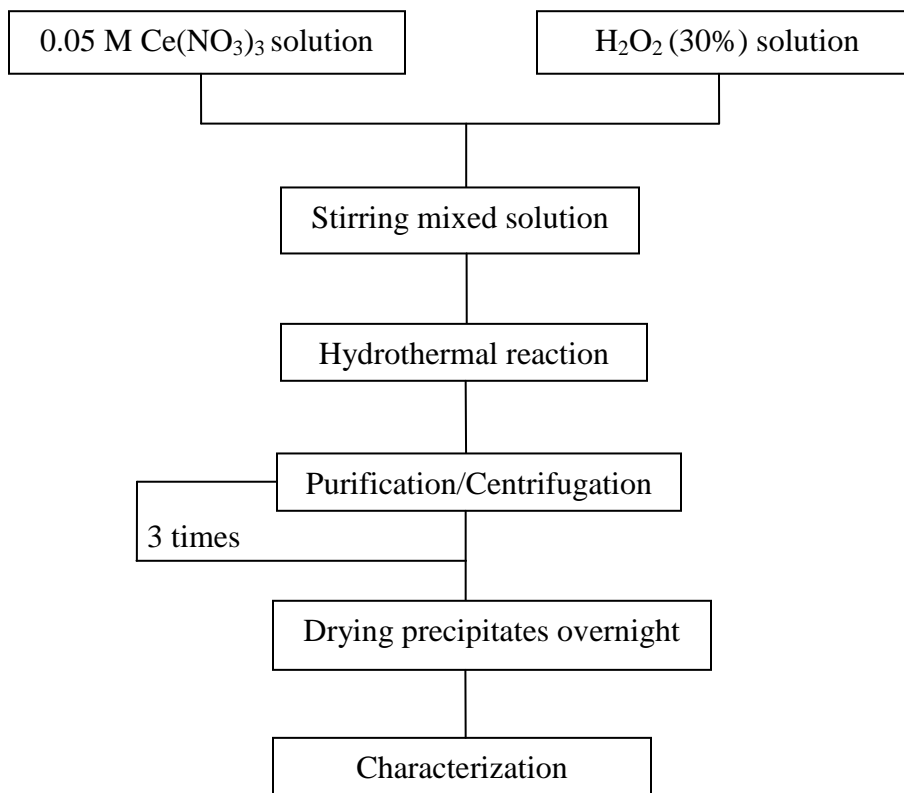 0.05 M Ce(NO₃)₃ solution
H₂O₂ (30%) solution
Stirring mixed solution
Hydrothermal reaction
Purification/Centrifugation
3 times
Drying precipitates overnight
Characterization